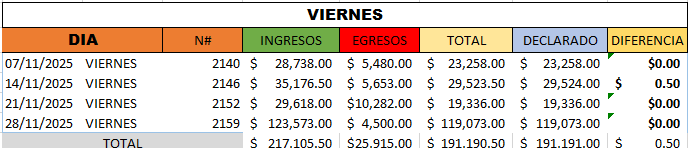 VIERNES
DIA N# INGRESOS EGRESOS TOTAL DECLARADO DIFERENCIA
07/11/2025 VIERNES 2140 $ 28,738.00 $ 5,480.00 $ 23,258.00 $ 23,258.00 $0.00
14/11/2025 VIERNES 2146 $ 35,176.50 $ 5,653.00 $ 29,523.50 $ 29,524.00 $ 0.50
21/11/2025 VIERNES 2152 $ 29,618.00 $10,282.00 $ 19,336.00 $ 19,336.00 $0.00
28/11/2025 VIERNES 2159 $ 123,573.00 $ 4,500.00 $ 119,073.00 $ 119,073.00 $0.00
TOTAL $ 217,105.50 $25,915.00 $ 191,190.50 $ 191,191.00 $ 0.50